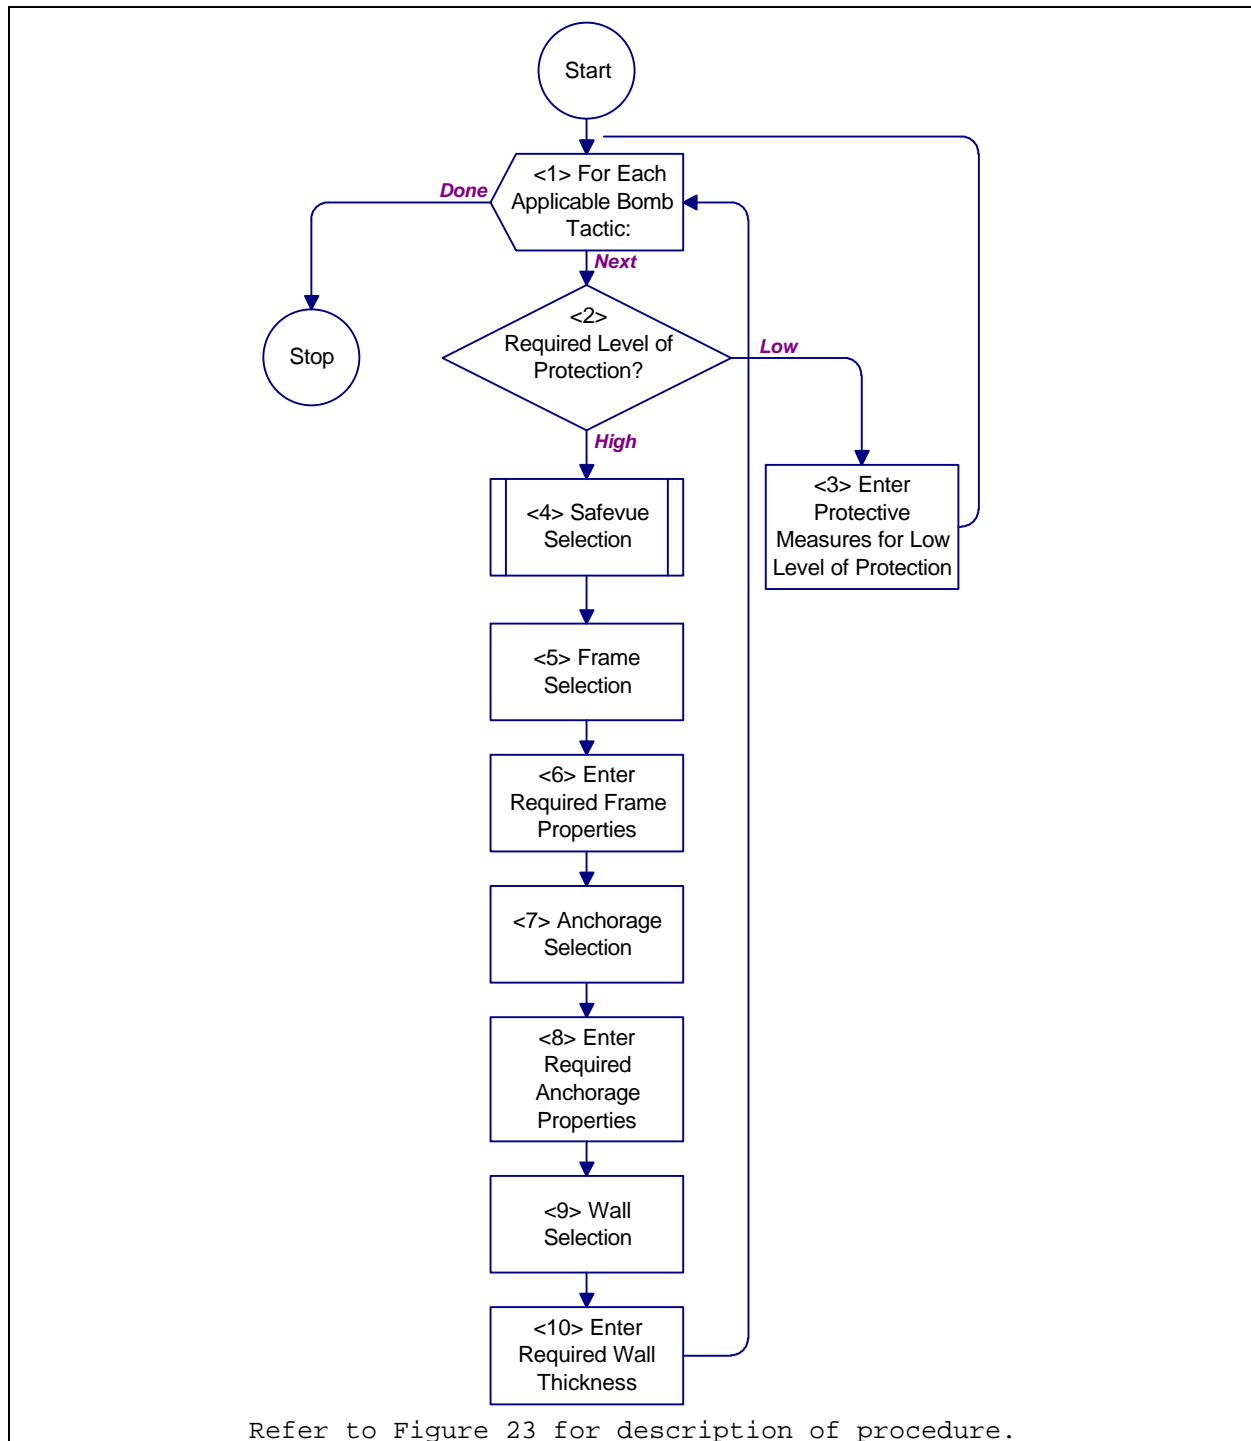 Start
<1> For Each
Applicable Bomb
Tactic:
Done
Next
Stop
<2>
Required Level of
Protection?
Low
High
<3> Enter
Protective
Measures for Low
Level of Protection
<4> Safevue
Selection
<5> Frame
Selection
<6> Enter
Required Frame
Properties
<7> Anchorage
Selection
<8> Enter
Required
Anchorage
Properties
<9> Wall
Selection
<10> Enter
Required Wall
Thickness
Refer to Figure 23 for description of procedure.